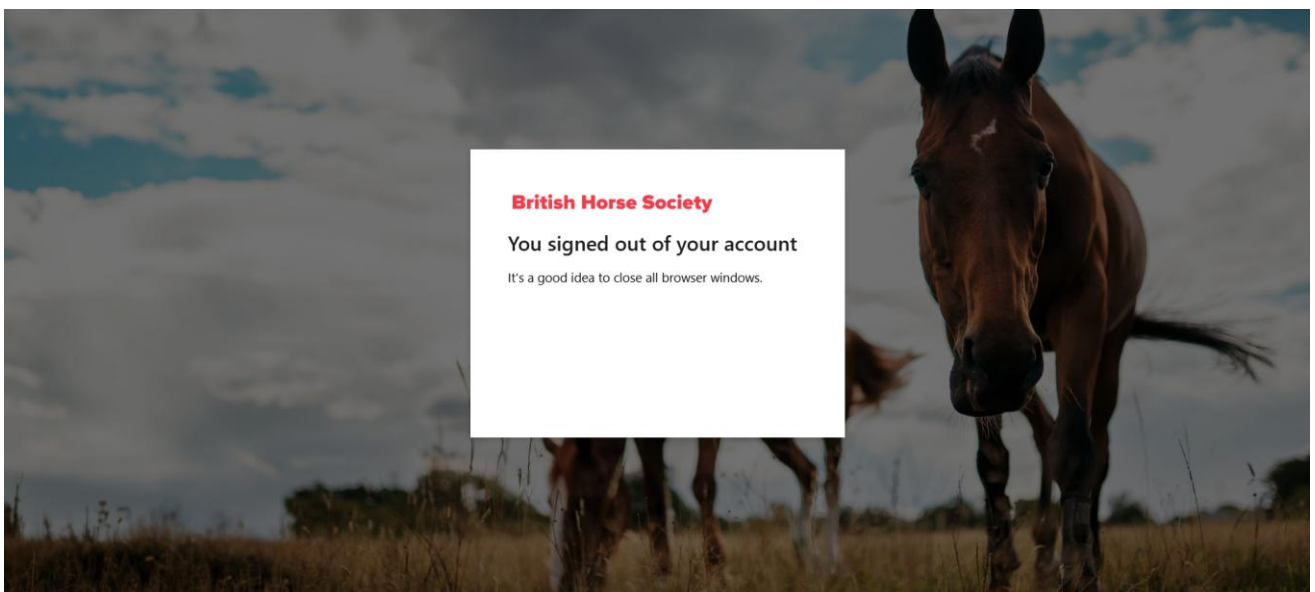 British Horse Society
You signed out of your account
It's a good idea to close all browser windows.